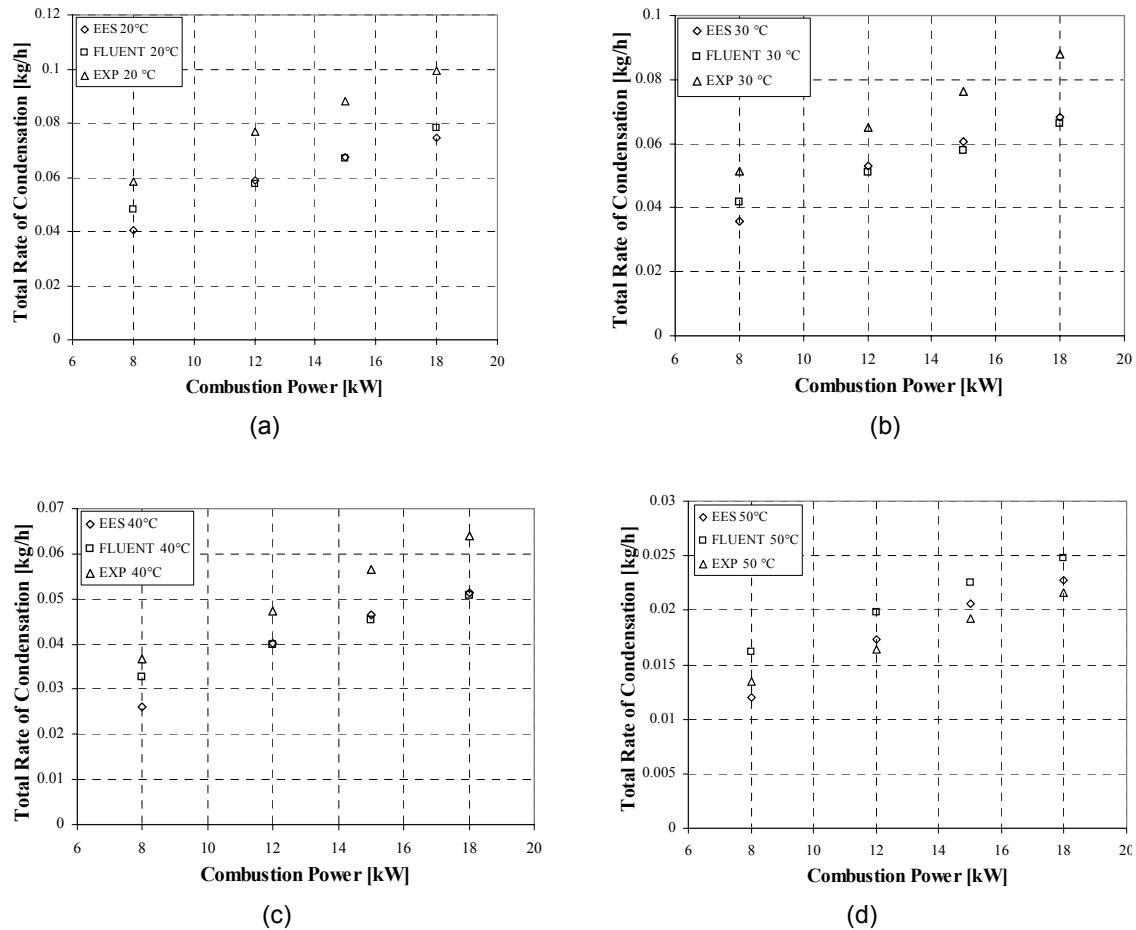 0.12
0.1
0.08
0.06
0.04
0.02
0
EES 20°C
FLUENT 20°C
EXP 20 °C
Total Rate of Condensation [kg/h]
6 8 10 12 14 16 18 20
Combustion Power [kW]
(a)
0.1
0.08
0.06
0.04
0.02
0
EES 30 °C
FLUENT 30 °C
EXP 30 °C
Total Rate of Condensation [kg/h]
6 8 10 12 14 16 18 20
Combustion Power [kW]
(b)
0.07
0.06
0.05
0.04
0.03
0.02
0.01
0
EES 40°C
FLUENT 40°C
EXP 40°C
Total Rate of Condensation [kg/h]
6 8 10 12 14 16 18 20
Combustion Power [kW]
(c)
0.03
0.025
0.02
0.015
0.01
0.005
0
EES 50°C
FLUENT 50°C
EXP 50 °C
Total Rate of Condensation [kg/h]
6 8 10 12 14 16 18 20
Combustion Power [kW]
(d)